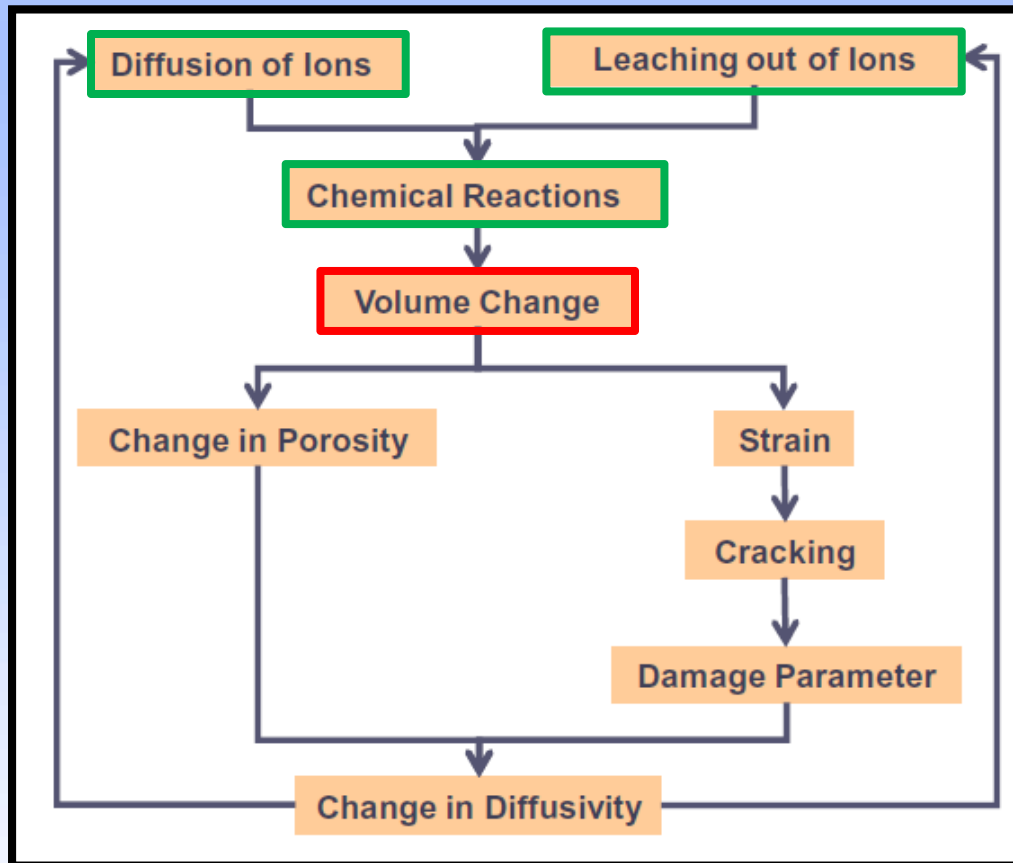 Diffusion of Ions
Leaching out of Ions
Chemical Reactions
Volume Change
Change in Porosity
Strain
Cracking
Damage Parameter
Change in Diffusivity